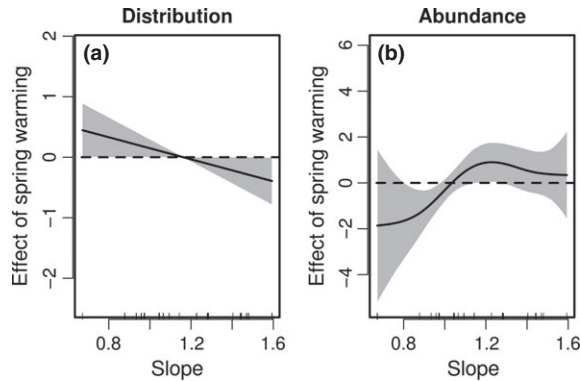 Distribution
Abundance
(a)
(b)
Effect of spring warming
2
1
0
-1
-2
0.8
1.2
1.6
Slope
Effect of spring warming
6
4
2
0
-2
-4
0.8
1.2
1.6
Slope